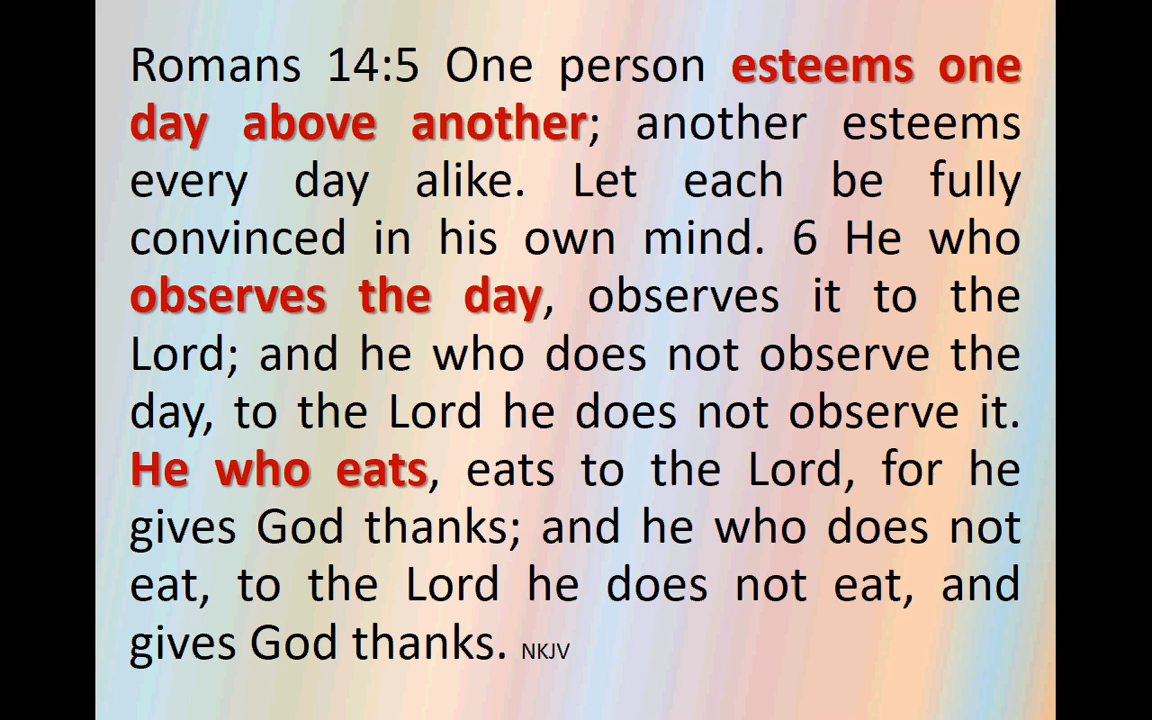 Romans 14:5 One person esteems one
day above another; another esteems
every day alike. Let each be fully
convinced in his own mind. 6 He who
observes the day, observes it to the
Lord; and he who does not observe the
day, to the Lord he does not observe it.
He who eats, eats to the Lord, for he
gives God thanks; and he who does not
eat, to the Lord he does not eat, and
gives God thanks. NKJV